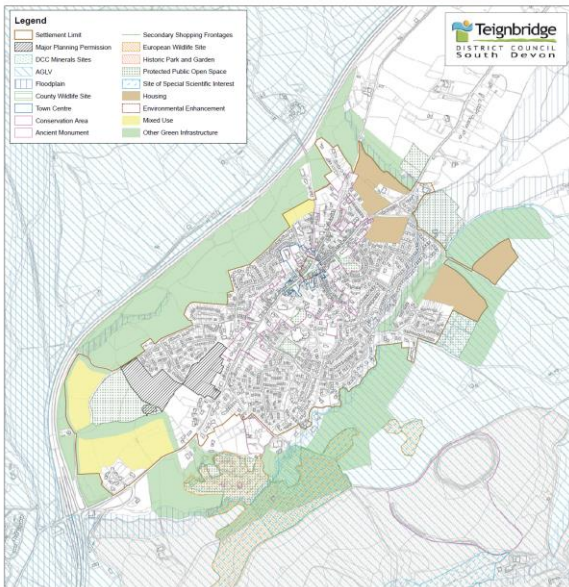 Legend
Settlement Limit
Major Planning Permission
DCC Minerals Sites
AGLV
Floodplain
County Wildlife Site
Town Centre
Conservation Area
Ancient Monument
Secondary Shopping Frontages
European Wildlife Site
Historic Park and Garden
Protected Public Open Space
Site of Special Scientific Interest
Housing
Environmental Enhancement
Mixed Use
Other Green Infrastructure
Teignbridge
DISTRICT COUNCIL
South Devon